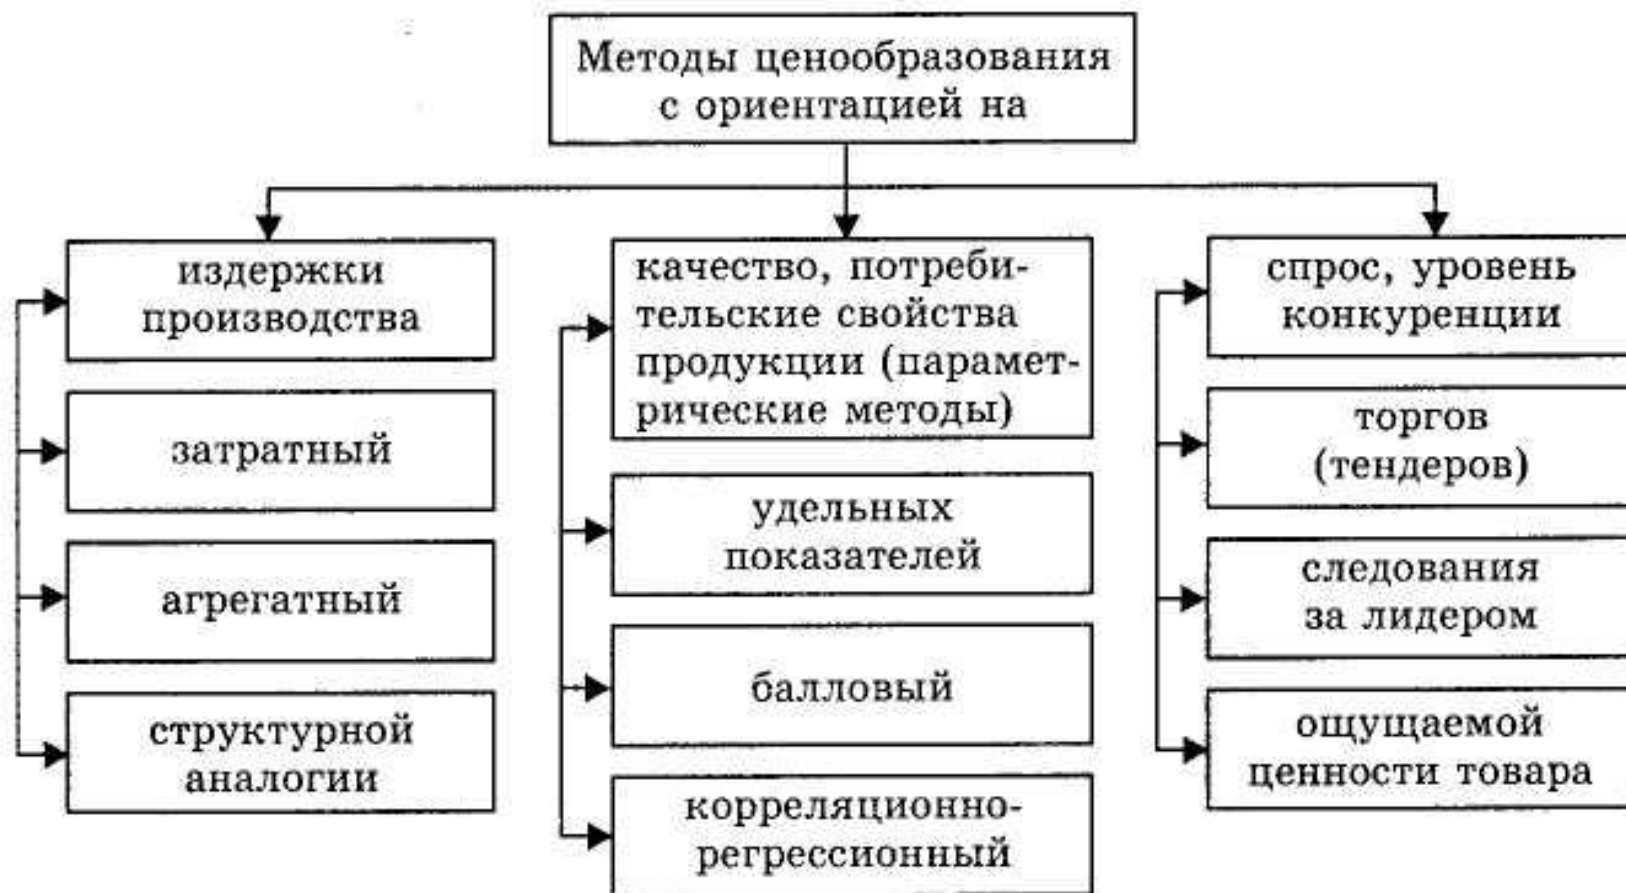 Методы ценообразования
с ориентацией на
издержки
производства
затратный
агрегатный
структурной
аналогии
качество, потреби-
тельские свойства
продукции (парамет-
рические методы)
удельных
показателей
балловый
корреляционно-
регрессионный
спрос, уровень
конкуренции
торгов
(тендеров)
следования
за лидером
ощущаемой
ценности товара